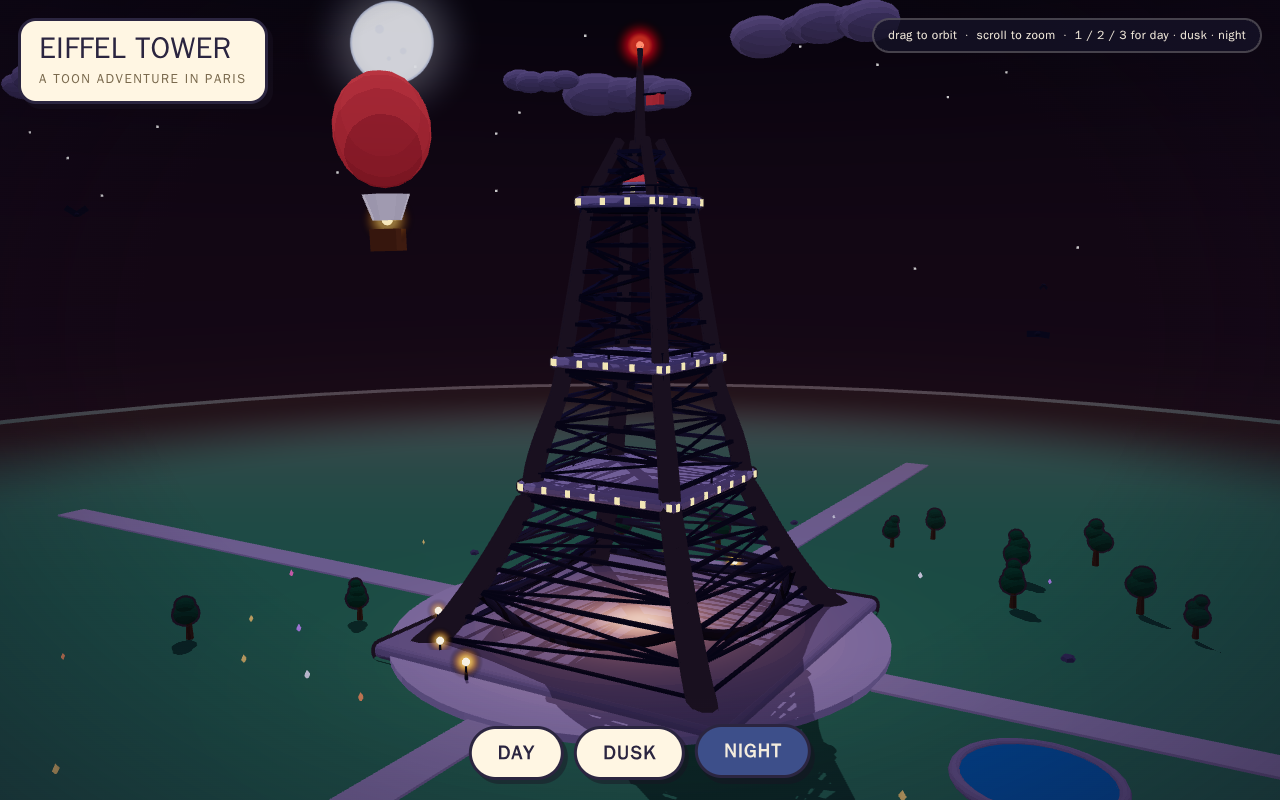 EIFFEL TOWER
A TOON ADVENTURE IN PARIS
drag to orbit · scroll to zoom · 1 / 2 / 3 for day · dusk · night
DAY
DUSK
NIGHT